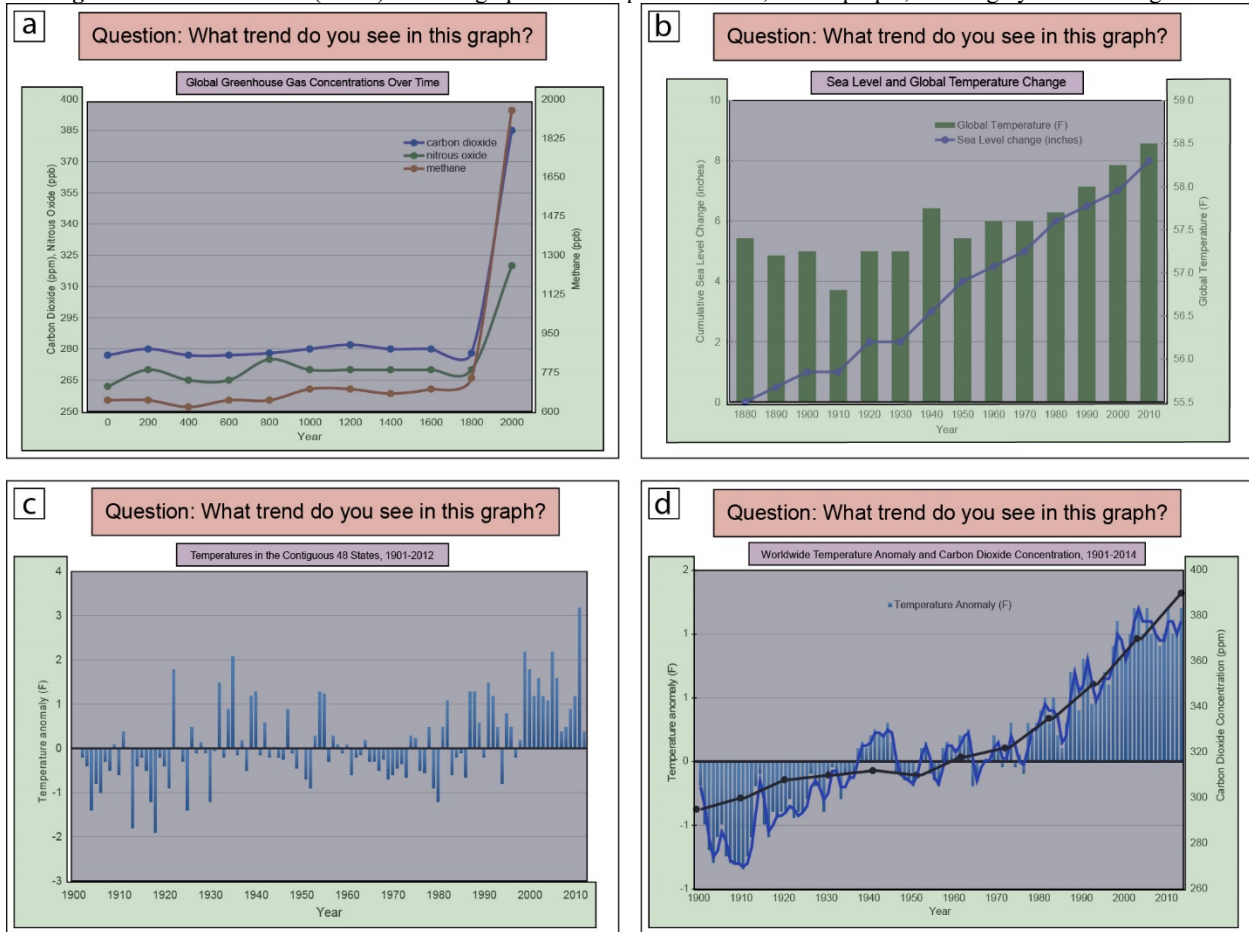 a
Question: What trend do you see in this graph?
Global Greenhouse Gas Concentrations Over Time
400
385
370
355
340
325
310
295
280
265
250
Carbon Dioxide (ppm), Nitrous Oxide (ppb)
carbon dioxide
nitrous oxide
methane
2000
1825
1650
1475
1300
1125
950
775
600
Methane (ppb)
0 200 400 600 800 1000 1200 1400 1600 1800 2000
Year
b
Question: What trend do you see in this graph?
Sea Level and Global Temperature Change
10
8
6
4
2
0
Cumulative Sea Level Change (inches)
Global Temperature (F)
Sea Level change (inches)
59.0
58.5
58.0
57.5
57.0
56.5
56.0
55.5
Global Temperature (F)
1880 1890 1900 1910 1920 1930 1940 1950 1960 1970 1980 1990 2000 2010
Year
c
Question: What trend do you see in this graph?
Temperatures in the Contiguous 48 States, 1901-2012
4
3
2
1
0
-1
-2
-3
Temperature anomaly (F)
1900 1910 1920 1930 1940 1950 1960 1970 1980 1990 2000 2010
Year
d
Question: What trend do you see in this graph?
Worldwide Temperature Anomaly and Carbon Dioxide Concentration, 1901-2014
2
1
1
0
-1
-1
Temperature anomaly (F)
Temperature Anomaly (F)
400
380
360
340
320
300
280
260
Carbon Dioxide Concentration (ppm)
1900 1910 1920 1930 1940 1950 1960 1970 1980 1990 2000 2010
Year